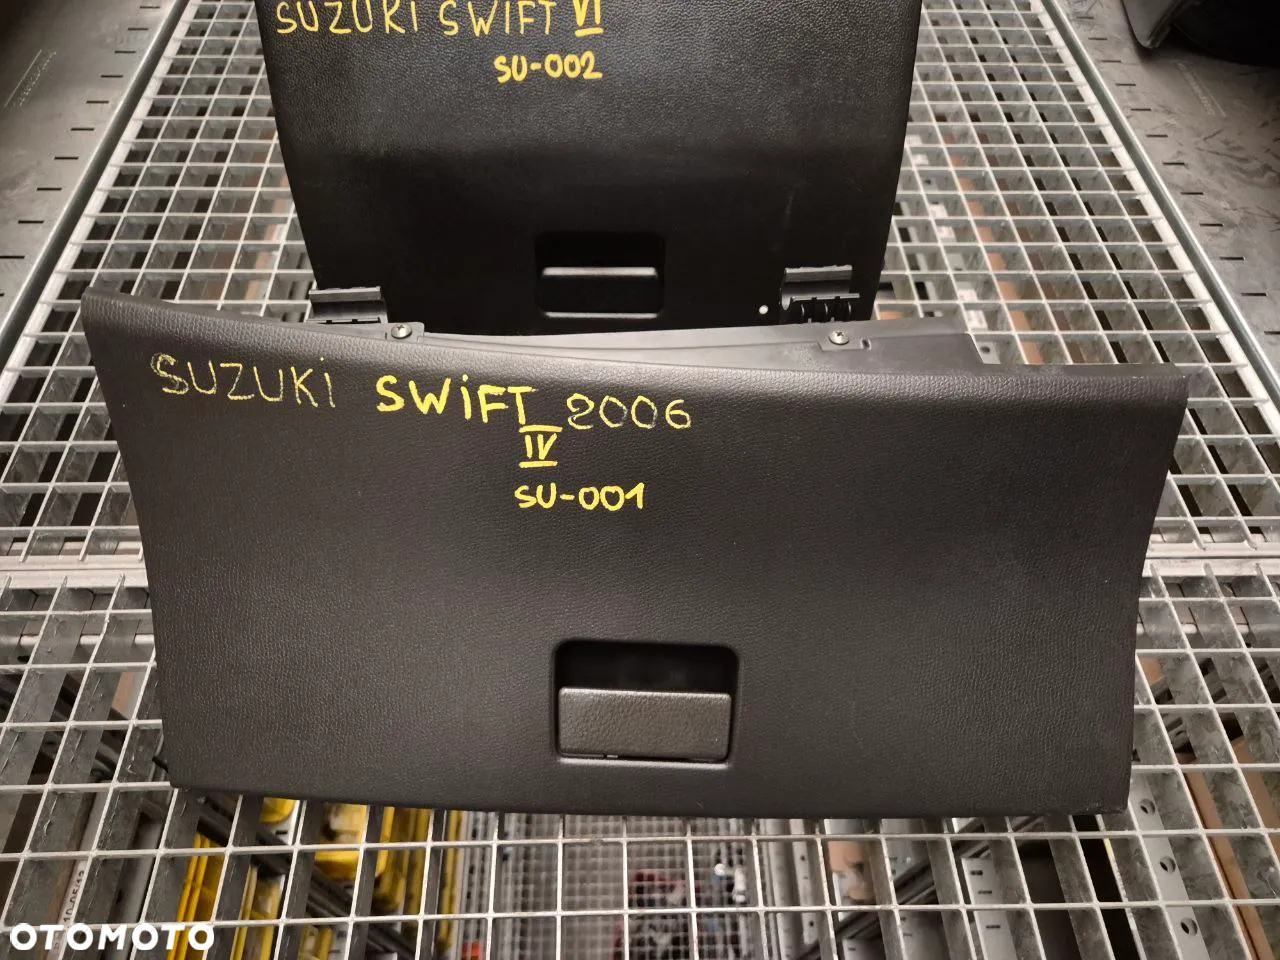 SUZUKI SWIFT VI
SU-002
SUZUKi SWiFT 2006
IV
SU-001
OTOMOTO